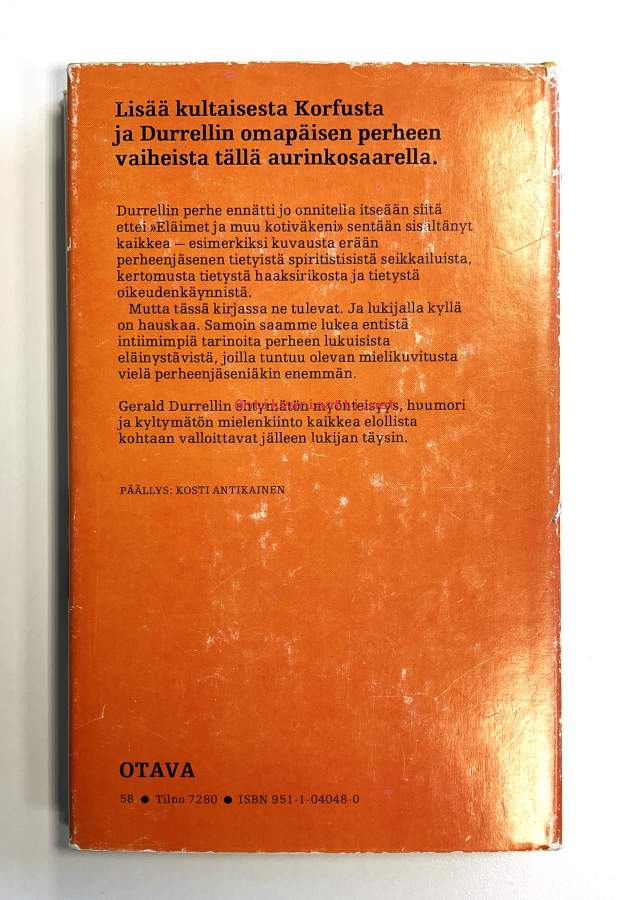 Lisää kultaisesta Korfusta
ja Durrellin omapäisen perheen
vaiheista tällä aurinkosaarella.
Durrellin perhe ennätti jo onnitella itseään siitä
ettei »Eläimet ja muu kotiväkeni» sentään sisältänyt
kaikkea — esimerkiksi kuvausta erään
perheenjäsenen tietyistä spiritistisistä seikkailuista,
kertomusta tietystä haaksirikosta ja tietystä
oikeudenkäynnistä.
Mutta tässä kirjassa ne tulevat. Ja lukijalla kyllä
on hauskaa. Samoin saamme lukea entistä
intiimimpiä tarinoita perheen lukuisista
eläinystävistä, joilla tuntuu olevan mielikuvitusta
vielä perheenjäseniäkin enemmän.
Gerald Durrellin ehtymätön myönteisyys, huumori
ja kyltymätön mielenkiinto kaikkea elollista
kohtaan valloittavat jälleen lukijan täysin.
PÄÄLLYS: KOSTI ANTIKAINEN
OTAVA
58 ● Tilno 7280 ● ISBN 951-1-04048-0